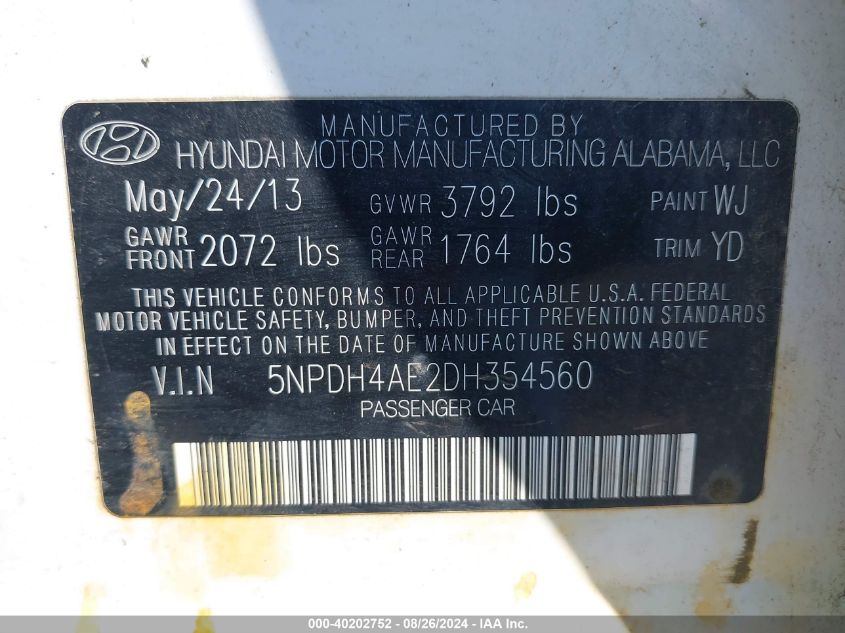 MANUFACTURED BY
HYUNDAI MOTOR MANUFACTURING ALABAMA, LLC
May/24/13 GVWR 3792 lbs PAINT WJ
GAWR FRONT 2072 lbs GAWR REAR 1764 lbs TRIM YD
THIS VEHICLE CONFORMS TO ALL APPLICABLE U.S.A. FEDERAL
MOTOR VEHICLE SAFETY, BUMPER, AND THEFT PREVENTION STANDARDS
IN EFFECT ON THE DATE OF MANUFACTURE SHOWN ABOVE
V.I.N 5NPDH4AE2DH354560
PASSENGER CAR
000-40202752 - 08/26/2024 - IAA Inc.